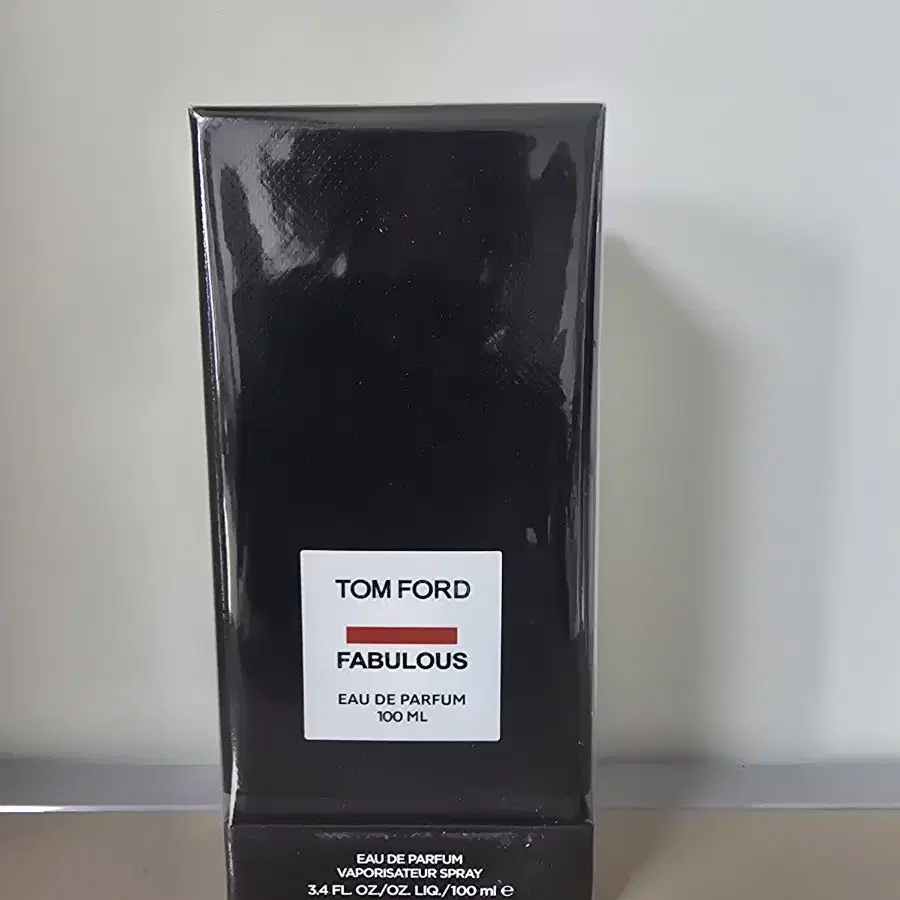 TOM FORD
FABULOUS
EAU DE PARFUM
100 ML
EAU DE PARFUM
VAPORISATEUR SPRAY
3.4 FL. OZ./OZ. LIQ./100 ml ℮